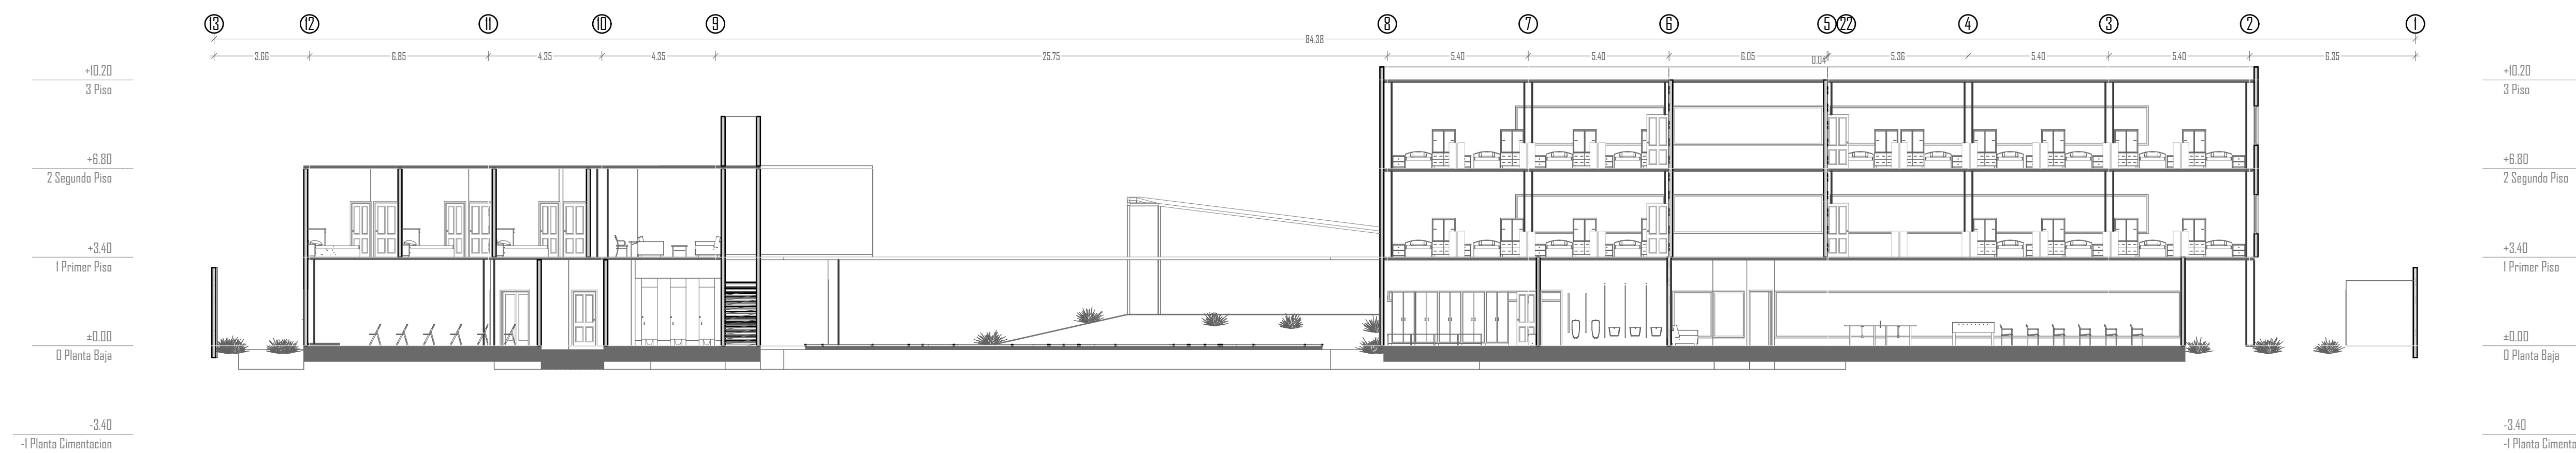 13 12 11 10 9 8 7 6 5 22 4 3 2 1
84.38
3.66 6.85 4.35 4.35 25.75 5.40 5.40 6.05 0.04 5.36 5.40 5.40 6.35
+10.20 +10.20
3 Piso 3 Piso
+6.80 +6.80
2 Segundo Piso 2 Segundo Piso
+3.40 +3.40
1 Primer Piso 1 Primer Piso
±0.00 ±0.00
0 Planta Baja 0 Planta Baja
-3.40 -3.40
-1 Planta Cimentacion -1 Planta Cimenta